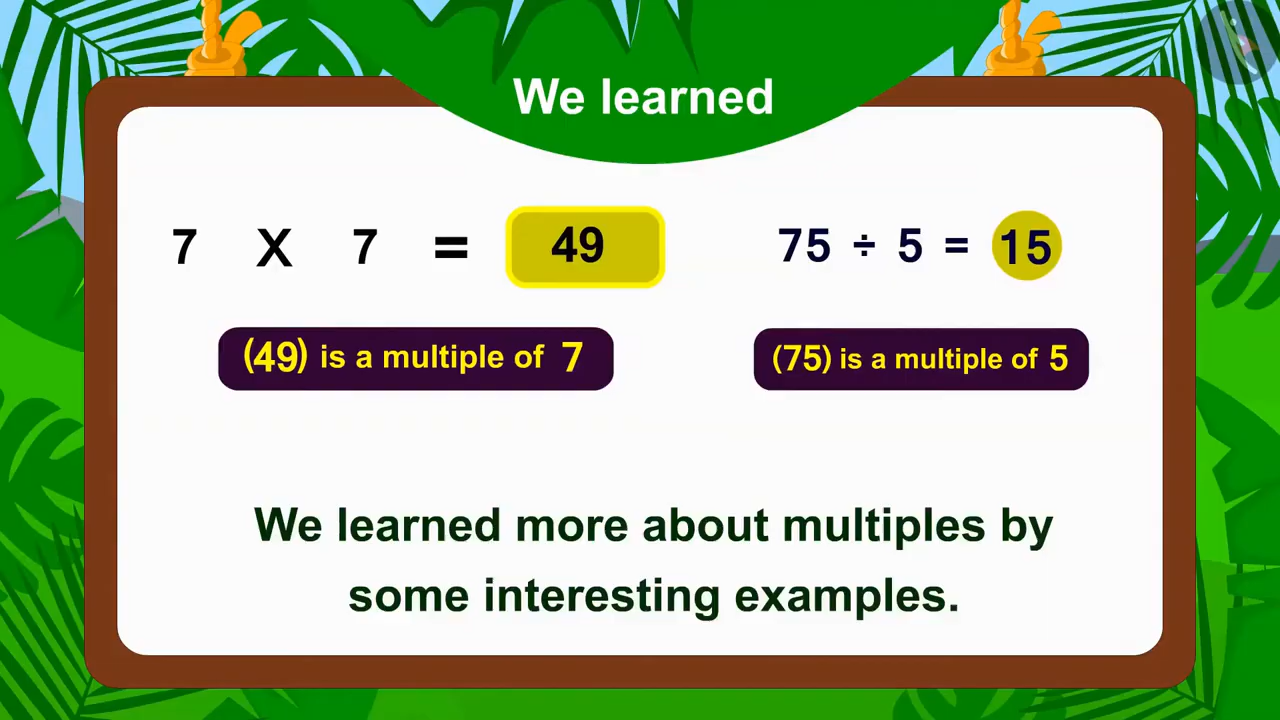 We learned
7 X 7 = 49
75 ÷ 5 = 15
(49) is a multiple of 7
(75) is a multiple of 5
We learned more about multiples by
some interesting examples.